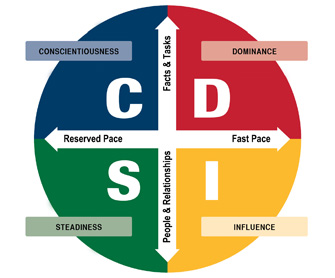 CONSCIENTIOUSNESS
DOMINANCE
Facts & Tasks
C
D
Reserved Pace
Fast Pace
S
I
People & Relationships
STEADINESS
INFLUENCE